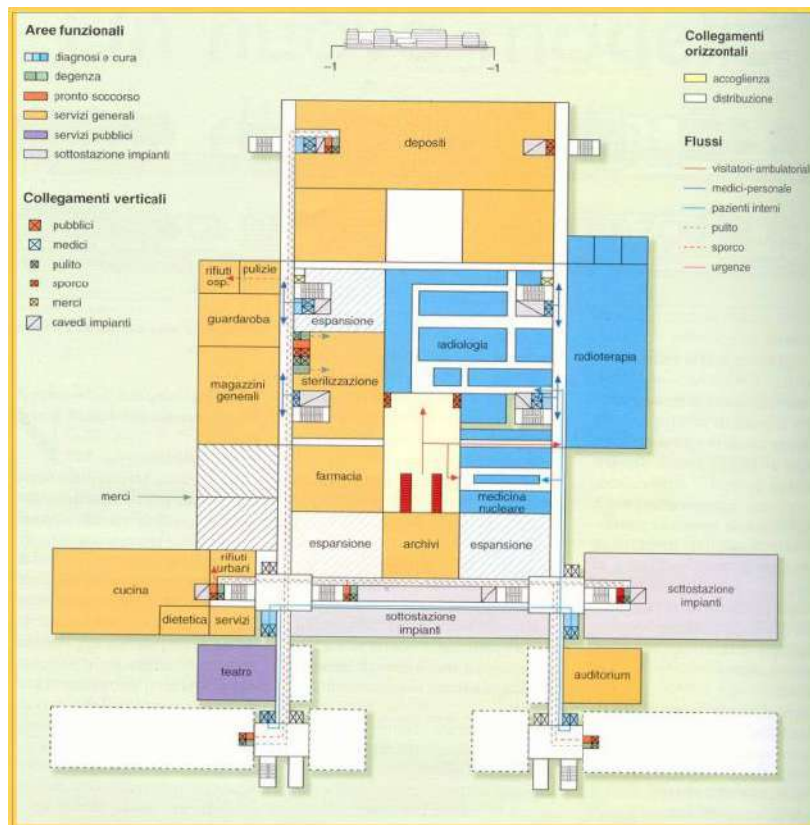 Aree funzionali
diagnosi e cura
degenza
pronto soccorso
servizi generali
servizi pubblici
sottostazione impianti
Collegamenti verticali
pubblici
medici
pulito
sporco
merci
cavedi impianti
–1
–1
Collegamenti
orizzontali
accoglienza
distribuzione
Flussi
visitatori-ambulatoriali
medici-personale
pazienti interni
pulito
sporco
urgenze
depositi
rifiuti
osp.
pulizie
guardaroba
espansione
radiologia
radioterapia
magazzini
generali
sterilizzazione
farmacia
merci
medicina
nucleare
espansione
archivi
espansione
rifiuti
urbani
cucina
dietetica
servizi
sottostazione
impianti
sottostazione
impianti
teatro
auditorium